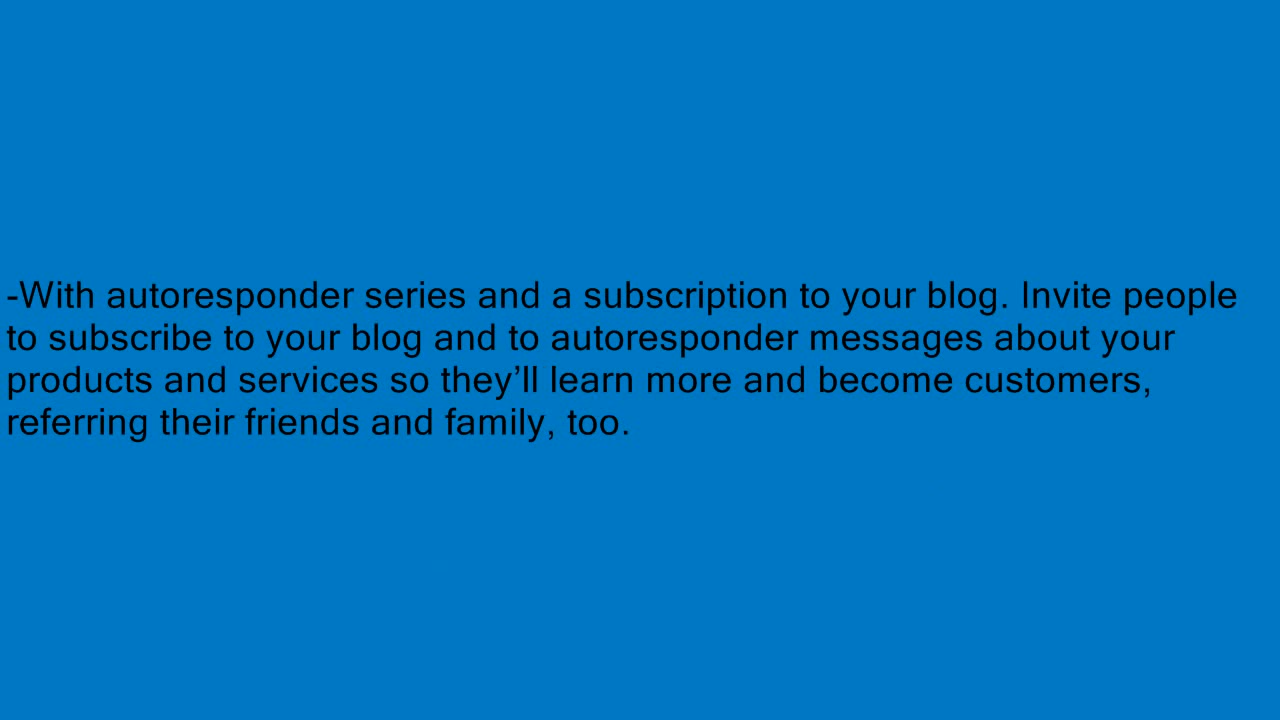 -With autoresponder series and a subscription to your blog. Invite people
to subscribe to your blog and to autoresponder messages about your
products and services so they’ll learn more and become customers,
referring their friends and family, too.